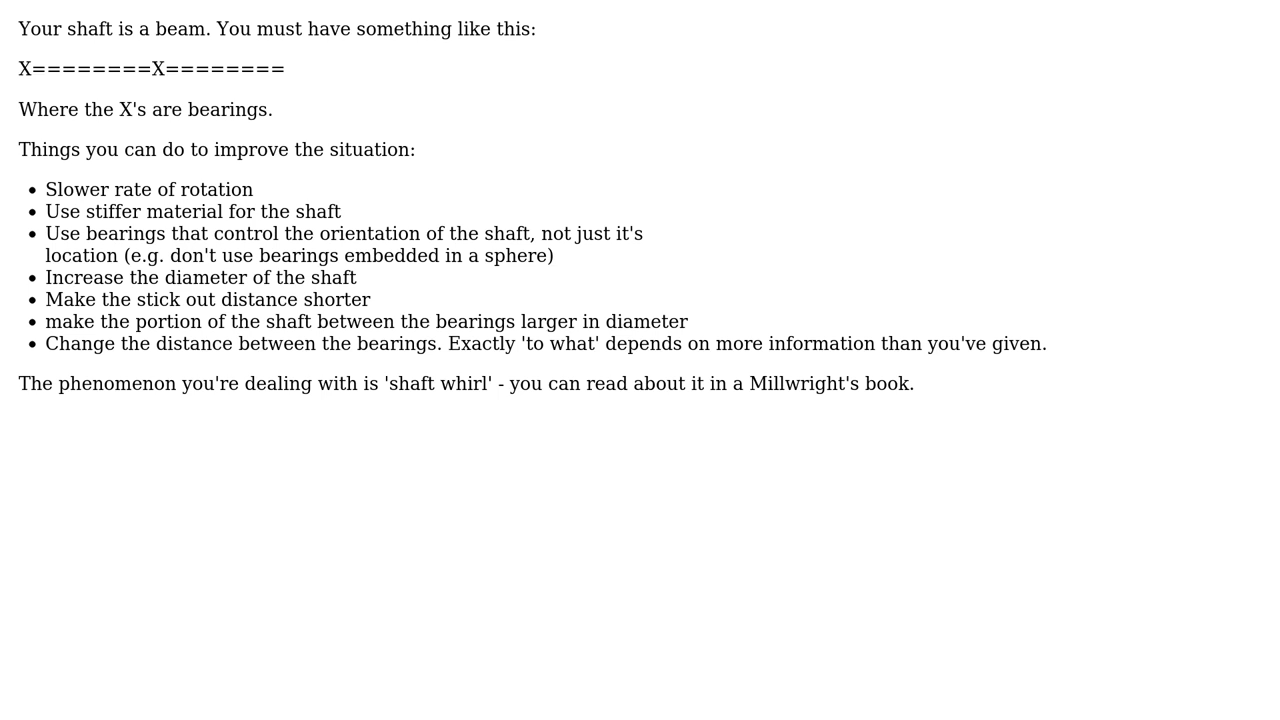 Your shaft is a beam. You must have something like this:
X========X========
Where the X's are bearings.
Things you can do to improve the situation:
• Slower rate of rotation
• Use stiffer material for the shaft
• Use bearings that control the orientation of the shaft, not just it's
location (e.g. don't use bearings embedded in a sphere)
• Increase the diameter of the shaft
• Make the stick out distance shorter
• make the portion of the shaft between the bearings larger in diameter
• Change the distance between the bearings. Exactly 'to what' depends on more information than you've given.
The phenomenon you're dealing with is 'shaft whirl' - you can read about it in a Millwright's book.